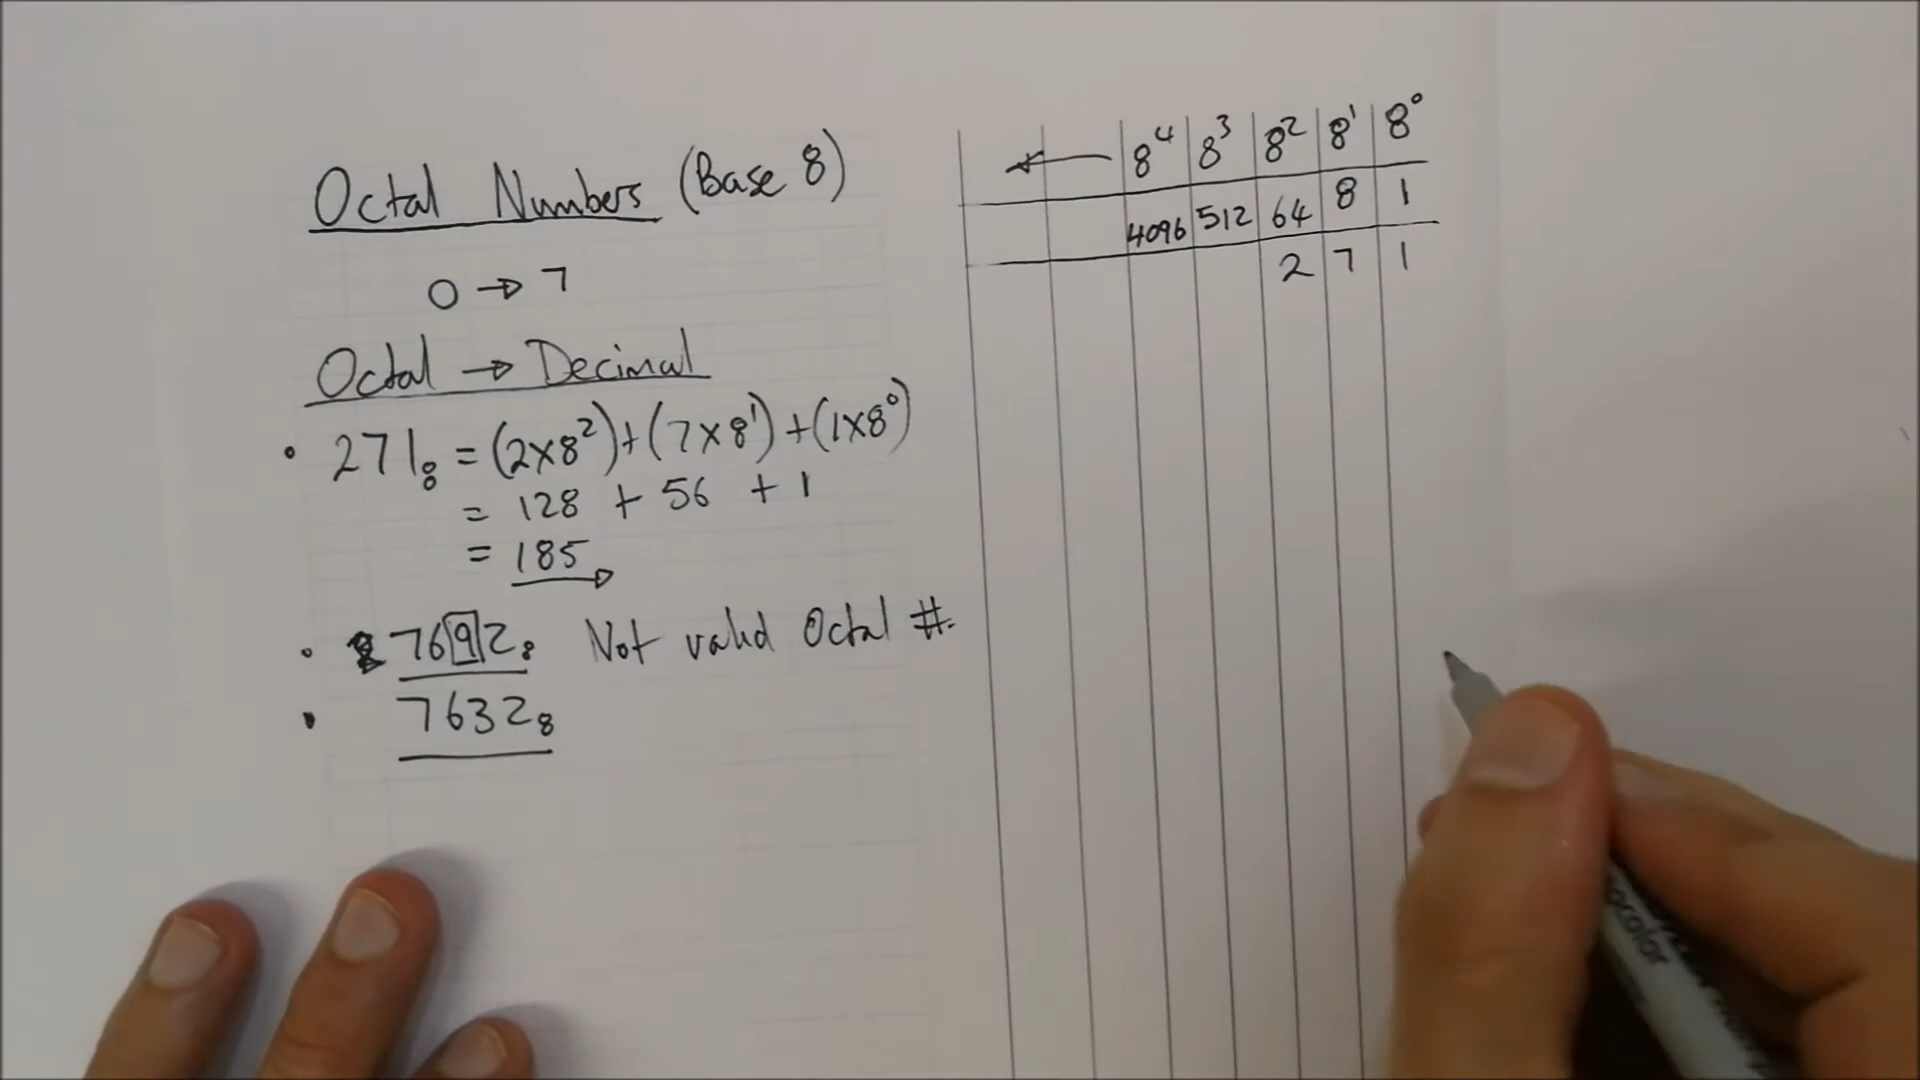 Octal Numbers (Base 8)
0 → 7
Octal → Decimal
• 271₈ = (2×8²)+(7×8¹)+(1×8⁰)
= 128 + 56 + 1
= 185
• 7692₈ Not valid Octal #.
• 7632₈
← 8⁴ 8³ 8² 8¹ 8⁰
4096 512 64 8 1
2 7 1